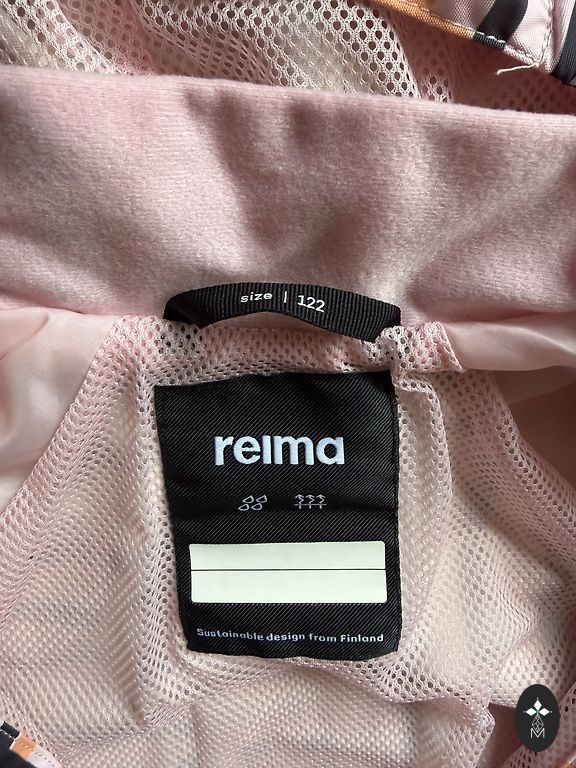 size | 122
reima
Sustainable design from Finland
M